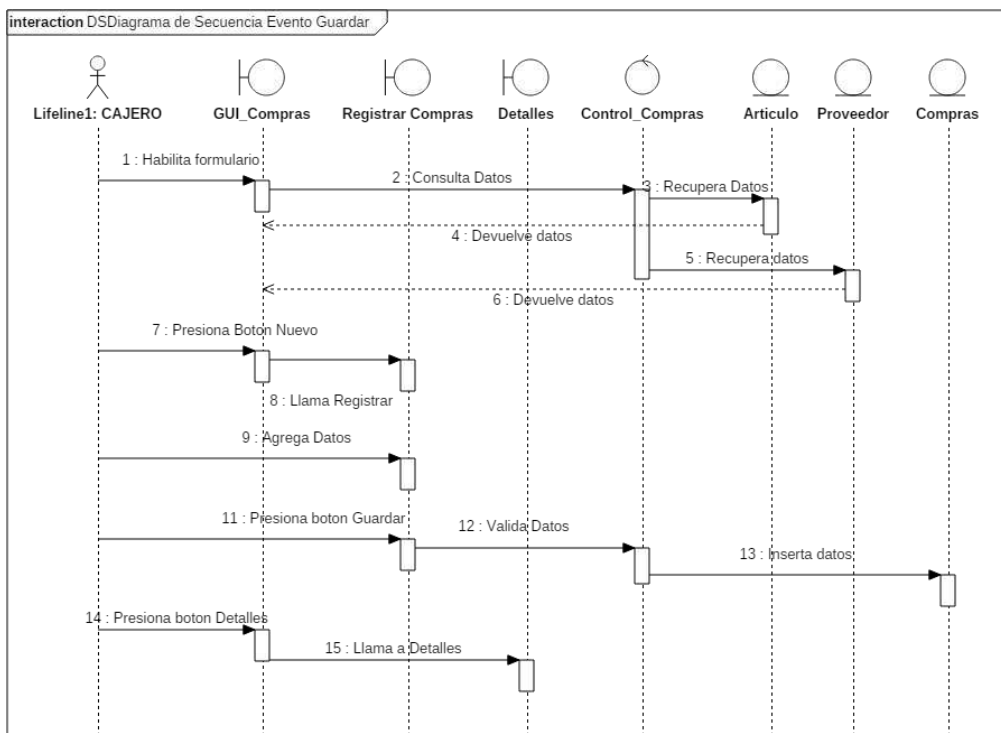 interaction DSDiagrama de Secuencia Evento Guardar
Lifeline1: CAJERO
GUI_Compras
Registrar Compras
Detalles
Control_Compras
Articulo
Proveedor
Compras
1 : Habilita formulario
2 : Consulta Datos
3 : Recupera Datos
4 : Devuelve datos
5 : Recupera datos
6 : Devuelve datos
7 : Presiona Boton Nuevo
8 : Llama Registrar
9 : Agrega Datos
11 : Presiona boton Guardar
12 : Valida Datos
13 : Inserta datos
14 : Presiona boton Detalles
15 : Llama a Detalles